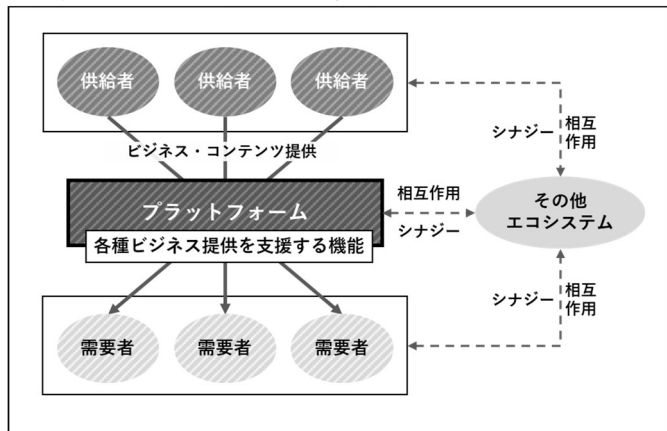 供給者
供給者
供給者
ビジネス・コンテンツ提供
シナジー
相互
作用
プラットフォーム
各種ビジネス提供を支援する機能
相互作用
シナジー
その他
エコシステム
シナジー
相互
作用
需要者
需要者
需要者